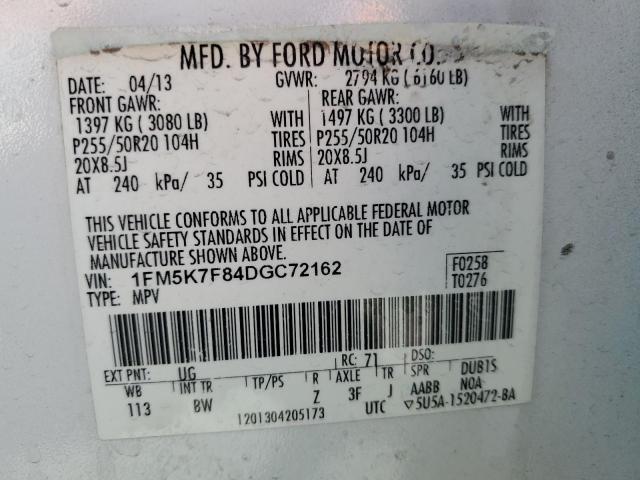 MFD. BY FORD MOTOR CO.
DATE: 04/13 GVWR: 2794 KG ( 6160 LB)
FRONT GAWR: REAR GAWR:
1397 KG ( 3080 LB) WITH 1497 KG ( 3300 LB) WITH
P255/50R20 104H TIRES P255/50R20 104H TIRES
20X8.5J RIMS 20X8.5J RIMS
AT 240 kPa/ 35 PSI COLD AT 240 kPa/ 35 PSI COLD
THIS VEHICLE CONFORMS TO ALL APPLICABLE FEDERAL MOTOR
VEHICLE SAFETY STANDARDS IN EFFECT ON THE DATE OF
MANUFACTURE SHOWN ABOVE.
VIN: 1FM5K7F84DGC72162 F0258
TYPE: MPV T0276
EXT PNT: UG RC: 71 DSO:
WB INT TR TP/PS R AXLE TR SPR DUB1S
113 BW Z 3F J AABB NOA
1201304205173 UTC ▽5U5A-1520472-BA